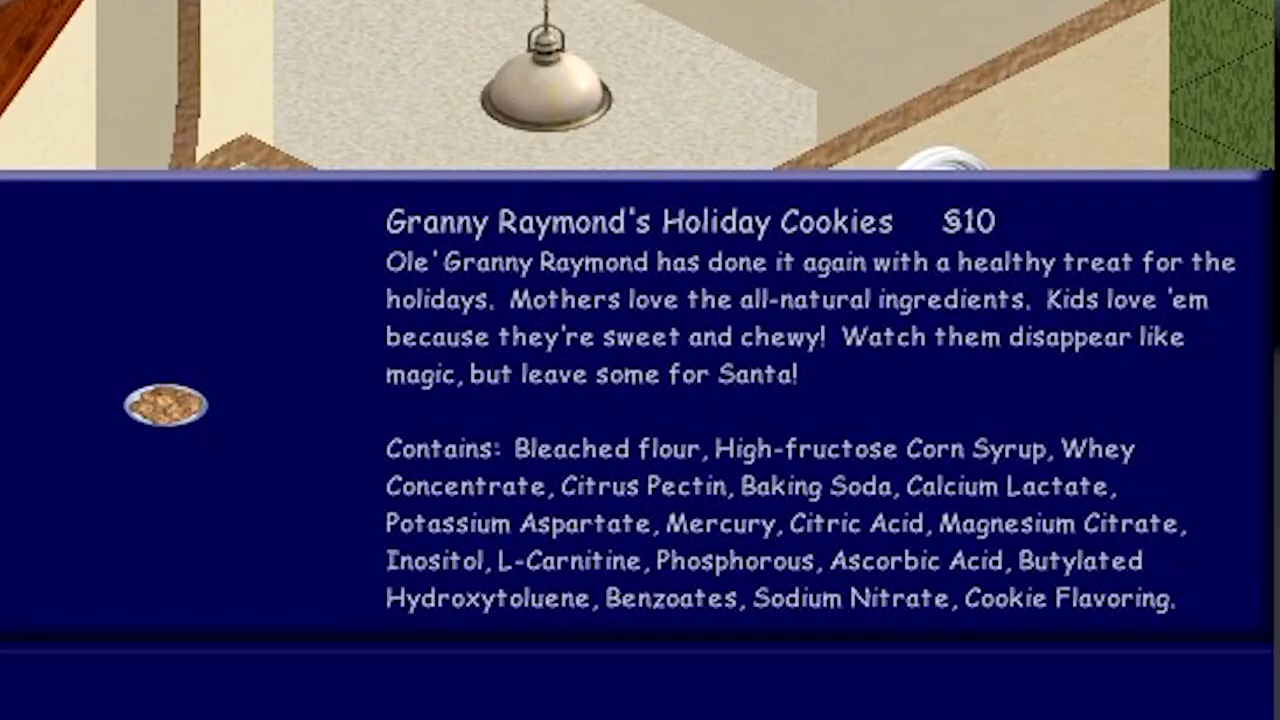 Granny Raymond's Holiday Cookies §10
Ole' Granny Raymond has done it again with a healthy treat for the
holidays. Mothers love the all-natural ingredients. Kids love 'em
because they're sweet and chewy! Watch them disappear like
magic, but leave some for Santa!
Contains: Bleached flour, High-fructose Corn Syrup, Whey
Concentrate, Citrus Pectin, Baking Soda, Calcium Lactate,
Potassium Aspartate, Mercury, Citric Acid, Magnesium Citrate,
Inositol, L-Carnitine, Phosphorous, Ascorbic Acid, Butylated
Hydroxytoluene, Benzoates, Sodium Nitrate, Cookie Flavoring.